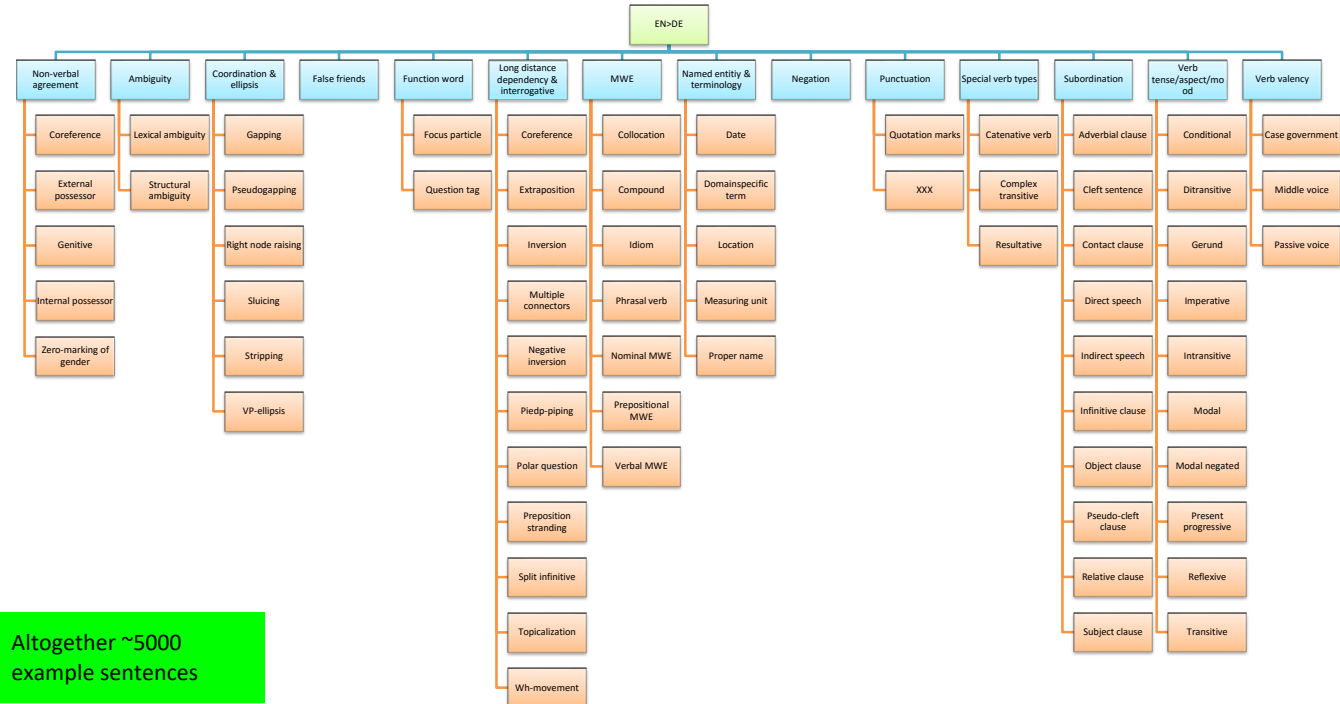 EN>DE
Non-verbal
agreement
Ambiguity
Coordination &
ellipsis
False friends
Function word
Long distance
dependency &
interrogative
MWE
Named entitiy &
terminology
Negation
Punctuation
Special verb types
Subordination
Verb
tense/aspect/mo
od
Verb valency
Coreference
External
possessor
Genitive
Internal possessor
Zero-marking of
gender
Lexical ambiguity
Structural
ambiguity
Gapping
Pseudogapping
Right node raising
Sluicing
Stripping
VP-ellipsis
Focus particle
Question tag
Coreference
Extraposition
Inversion
Multiple
connectors
Negative
inversion
Piedp-piping
Polar question
Preposition
stranding
Split infinitive
Topicalization
Wh-movement
Collocation
Compound
Idiom
Phrasal verb
Nominal MWE
Prepositional
MWE
Verbal MWE
Date
Domainspecific
term
Location
Measuring unit
Proper name
Quotation marks
XXX
Catenative verb
Complex
transitive
Resultative
Adverbial clause
Cleft sentence
Contact clause
Direct speech
Indirect speech
Infinitive clause
Object clause
Pseudo-cleft
clause
Relative clause
Subject clause
Conditional
Ditransitive
Gerund
Imperative
Intransitive
Modal
Modal negated
Present
progressive
Reflexive
Transitive
Case government
Middle voice
Passive voice
Altogether ~5000
example sentences